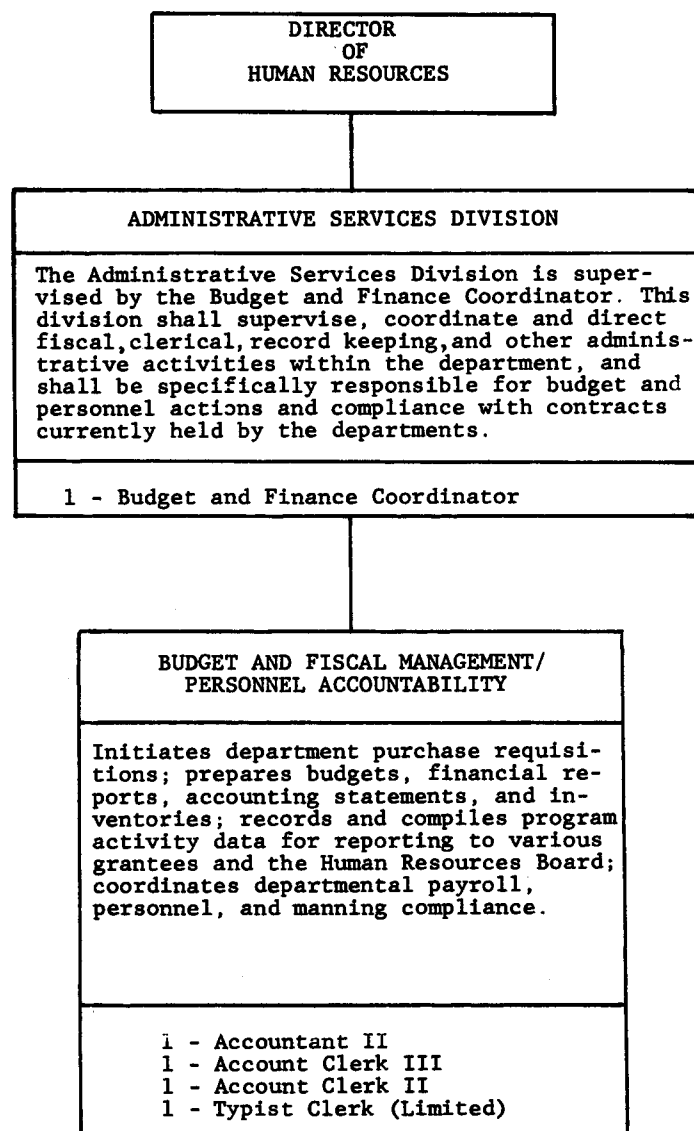 DIRECTOR
OF
HUMAN RESOURCES
ADMINISTRATIVE SERVICES DIVISION
The Administrative Services Division is super-
vised by the Budget and Finance Coordinator. This
division shall supervise, coordinate and direct
fiscal,clerical,record keeping,and other adminis-
trative activities within the department, and
shall be specifically responsible for budget and
personnel actions and compliance with contracts
currently held by the departments.
1 - Budget and Finance Coordinator
BUDGET AND FISCAL MANAGEMENT/
PERSONNEL ACCOUNTABILITY
Initiates department purchase requisi-
tions; prepares budgets, financial re-
ports, accounting statements, and in-
ventories; records and compiles program
activity data for reporting to various
grantees and the Human Resources Board;
coordinates departmental payroll,
personnel, and manning compliance.
1 - Accountant II
1 - Account Clerk III
1 - Account Clerk II
1 - Typist Clerk (Limited)